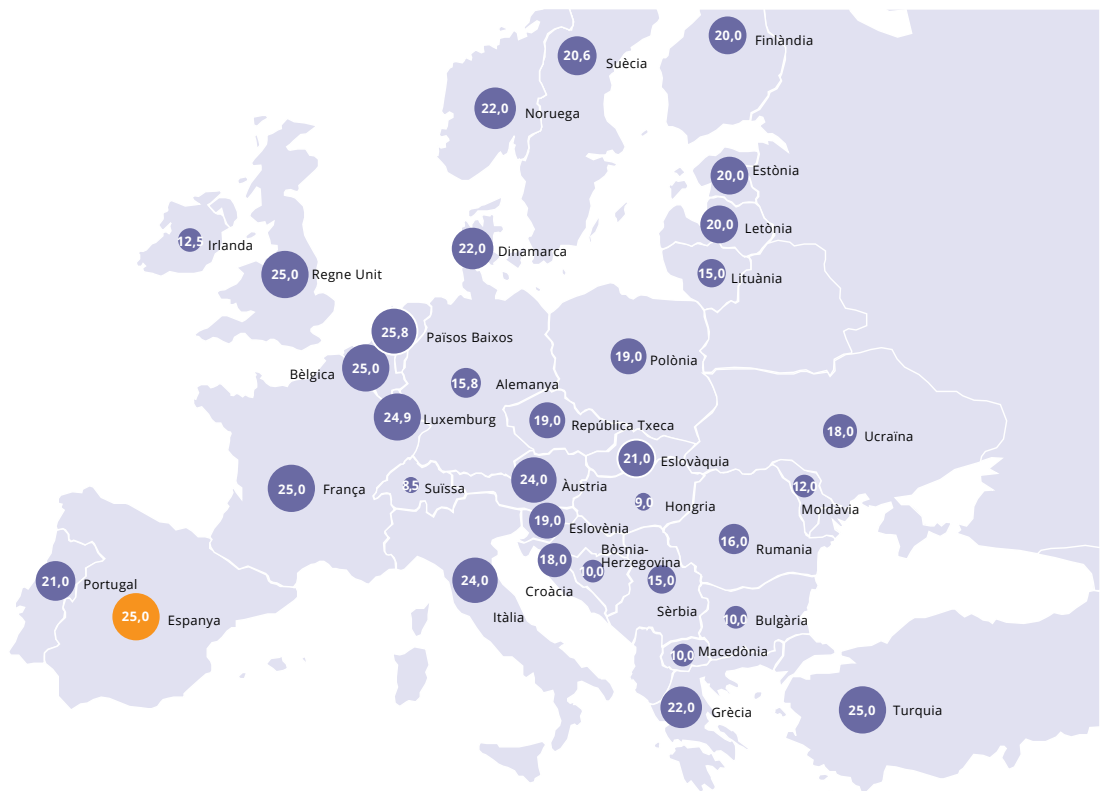 20,0
Finlàndia
20,6
Suècia
22,0
Noruega
20,0
Estònia
20,0
Letònia
12,5
Irlanda
22,0
Dinamarca
25,0
Regne Unit
15,0
Lituània
25,8
Països Baixos
19,0
Polònia
25,0
Bèlgica
15,8
Alemanya
24,9
Luxemburg
19,0
República Txeca
18,0
Ucraïna
21,0
Eslovàquia
25,0
França
8,5
Suïssa
24,0
Àustria
9,0
Hongria
12,0
Moldàvia
19,0
Eslovènia
16,0
Rumania
18,0
Croàcia
10,0
Bòsnia-
Herzegovina
21,0
Portugal
24,0
Itàlia
15,0
Sèrbia
25,0
Espanya
10,0
Bulgària
10,0
Macedònia
22,0
Grècia
25,0
Turquia